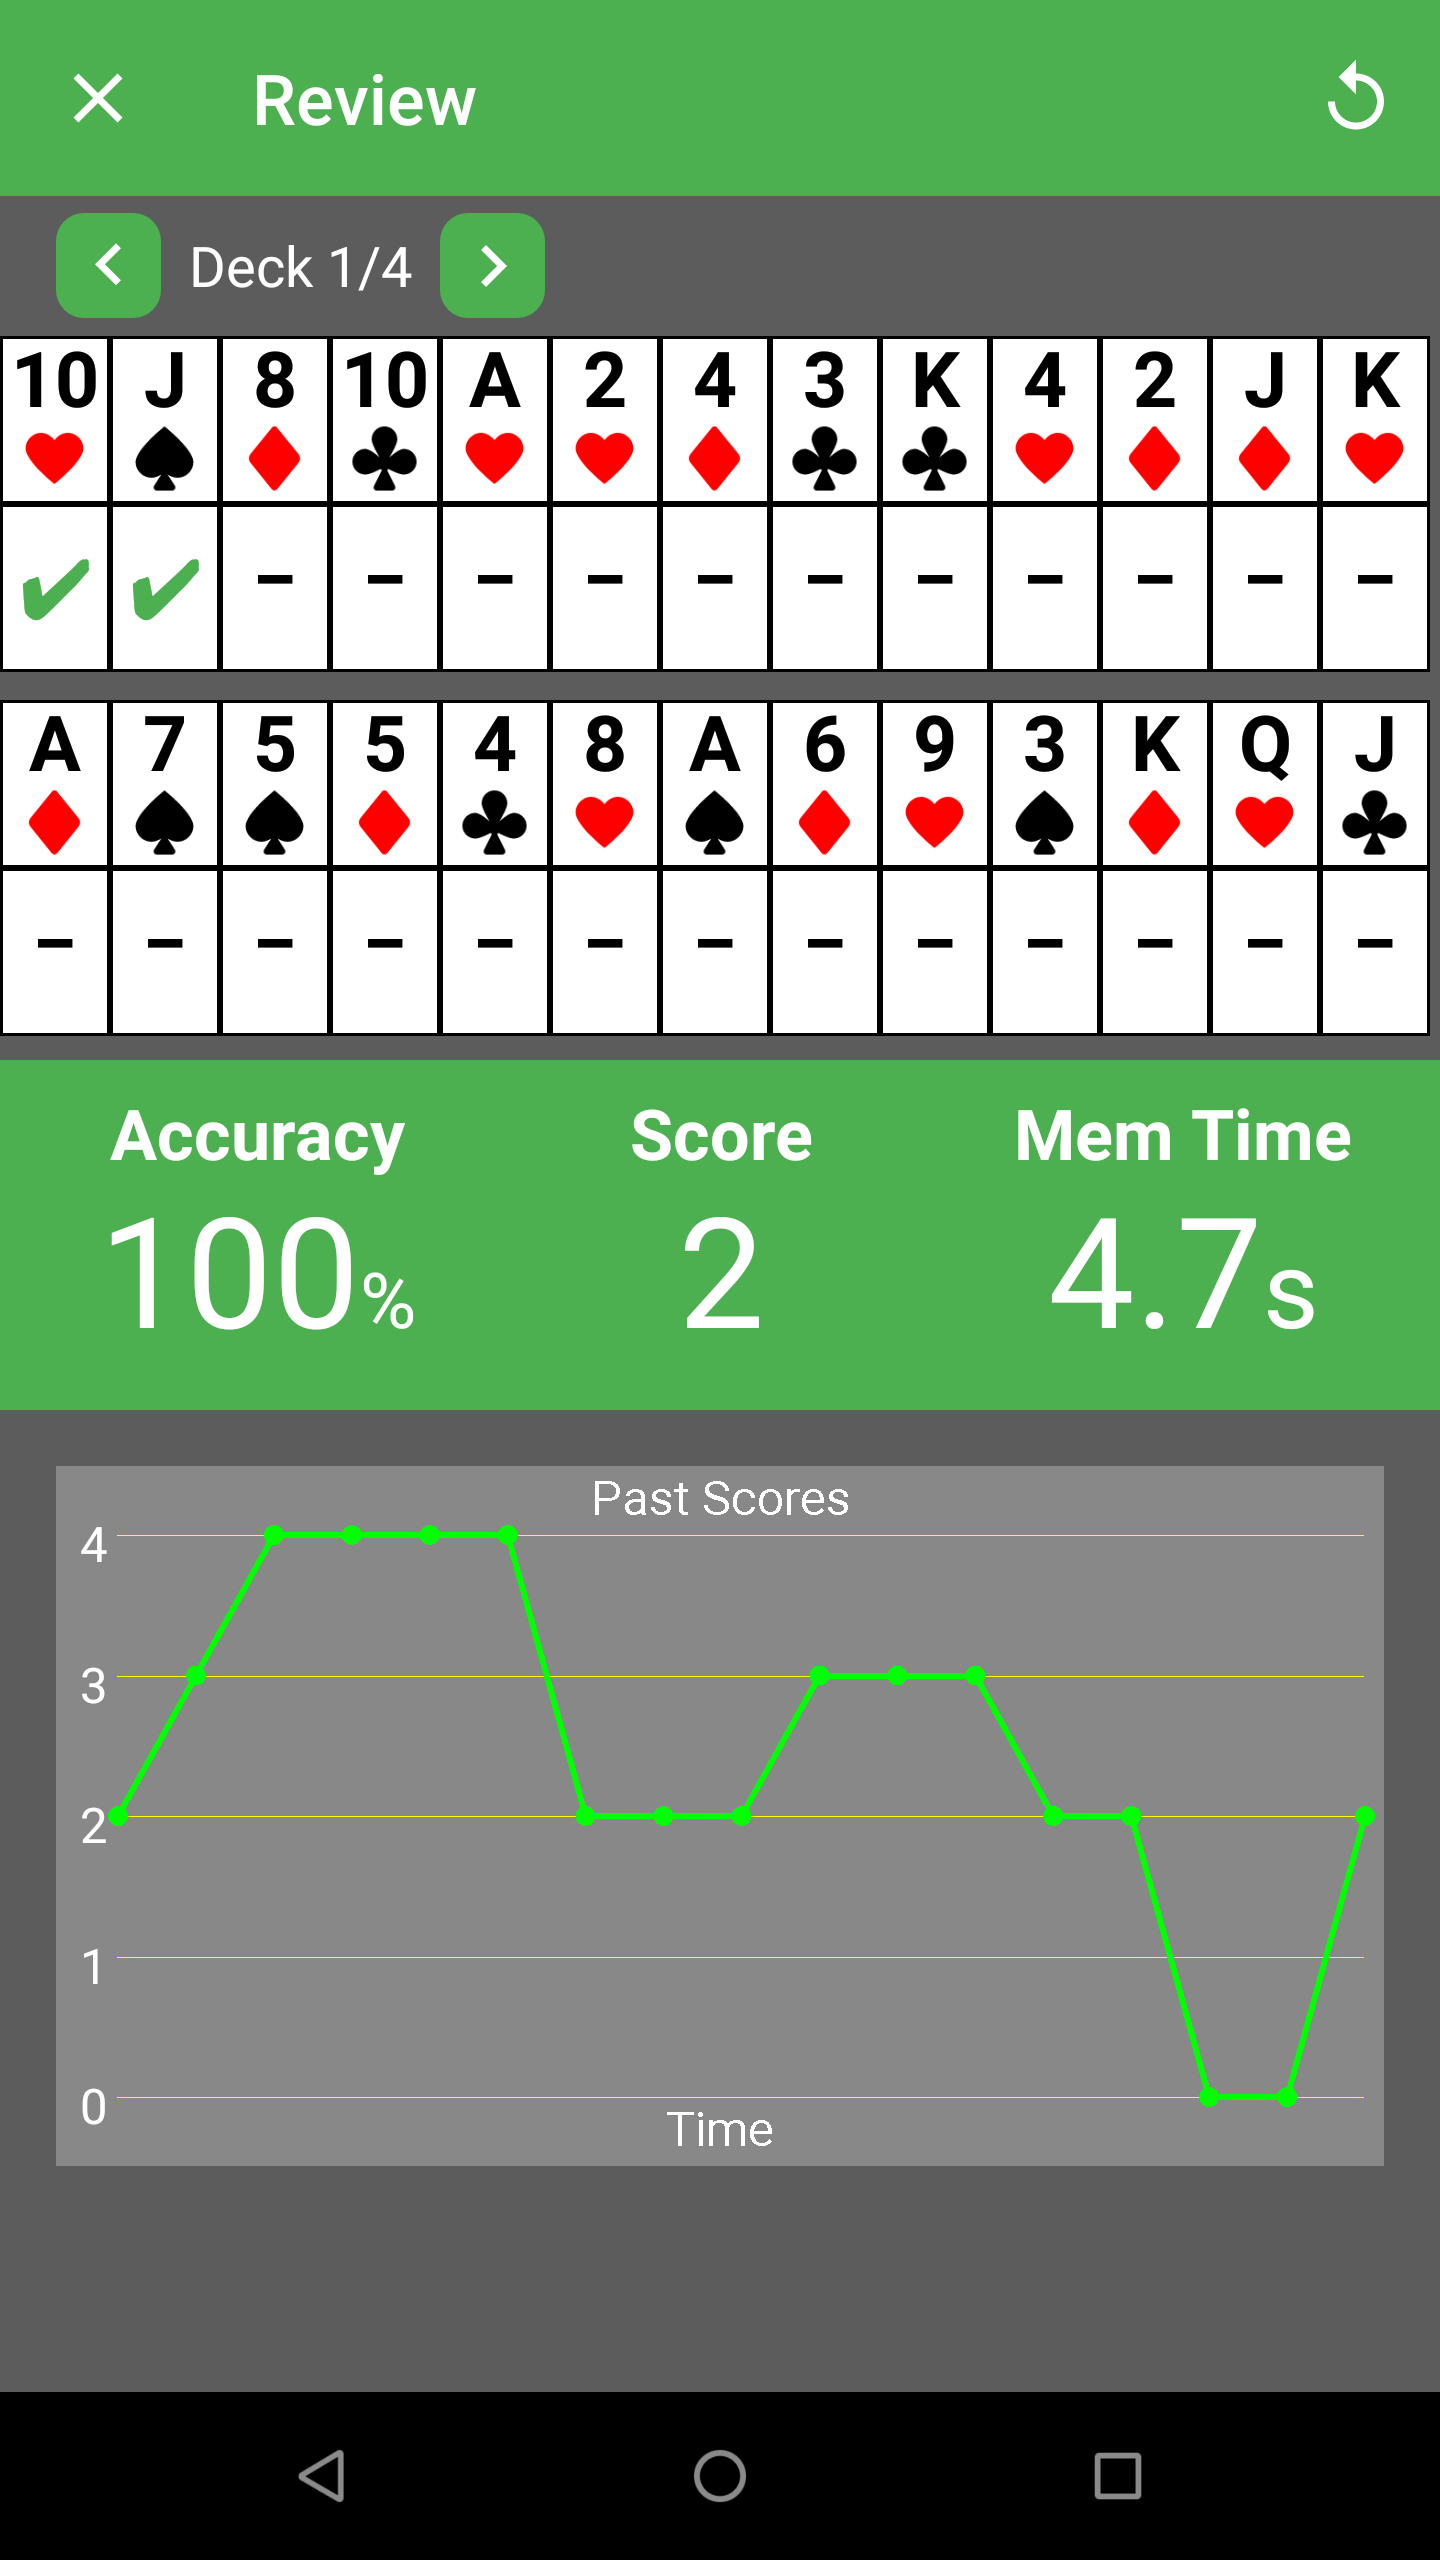 Review
Deck 1/4
10 J 8 10 A 2 4 3 K 4 2 J K
♥ ♠ ♦ ♣ ♥ ♥ ♦ ♣ ♣ ♥ ♦ ♦ ♥
✔ ✔ – – – – – – – – – – –
A 7 5 5 4 8 A 6 9 3 K Q J
♦ ♠ ♠ ♦ ♣ ♥ ♠ ♦ ♥ ♠ ♦ ♥ ♣
– – – – – – – – – – – – –
Accuracy Score Mem Time
100% 2 4.7s
Past Scores
4
3
2
1
0
Time